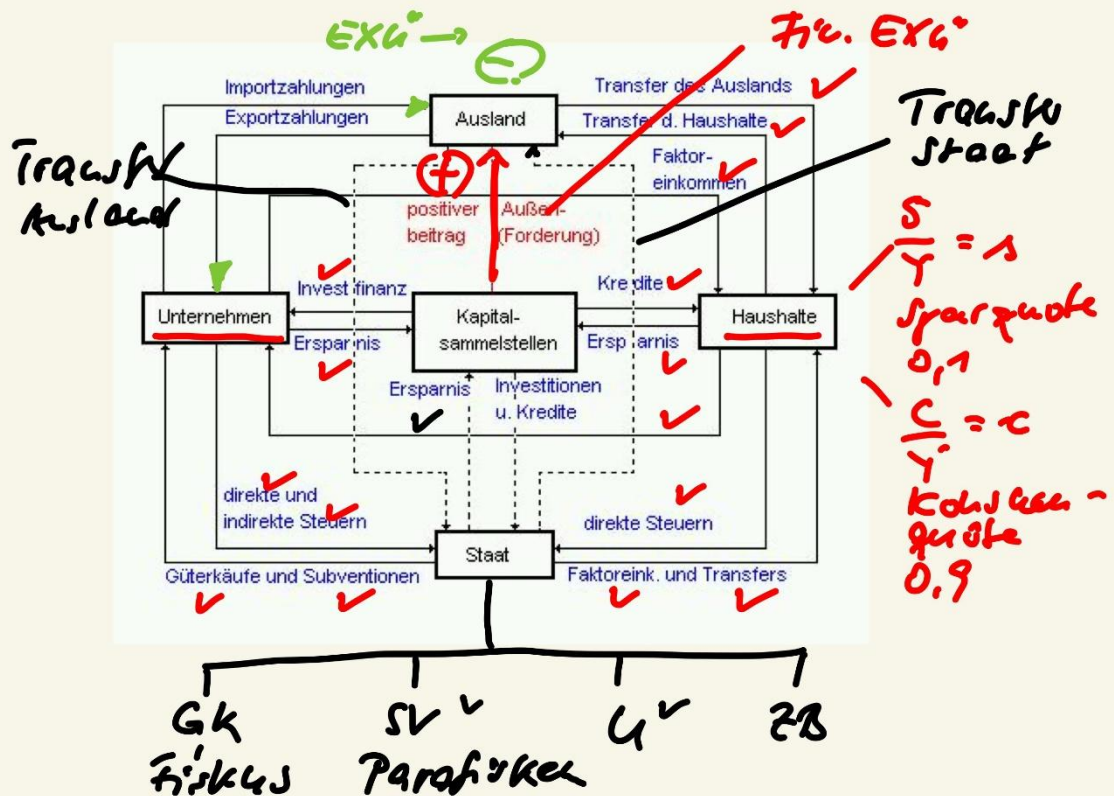 EXü →
Fin. EXü
Importzahlungen
Exportzahlungen
Ausland
Transfer des Auslands
Transfer d. Haushalte
Transfer
Ausland
Transfer
Staat
Faktor-
einkommen
+
positiver Außen-
beitrag (Forderung)
Invest finanz
Kredite
Unternehmen
Kapital-
sammelstellen
Haushalte
Ersparnis
Ersparnis
S/Y = s
Sparquote
0,1
Ersparnis
Investitionen
u. Kredite
C/Y = c
Konsum-
quote
0,9
direkte und
indirekte Steuern
direkte Steuern
Staat
Güterkäufe und Subventionen
Faktoreink. und Transfers
GK
Fiskus
SV
Parafisken
ZB